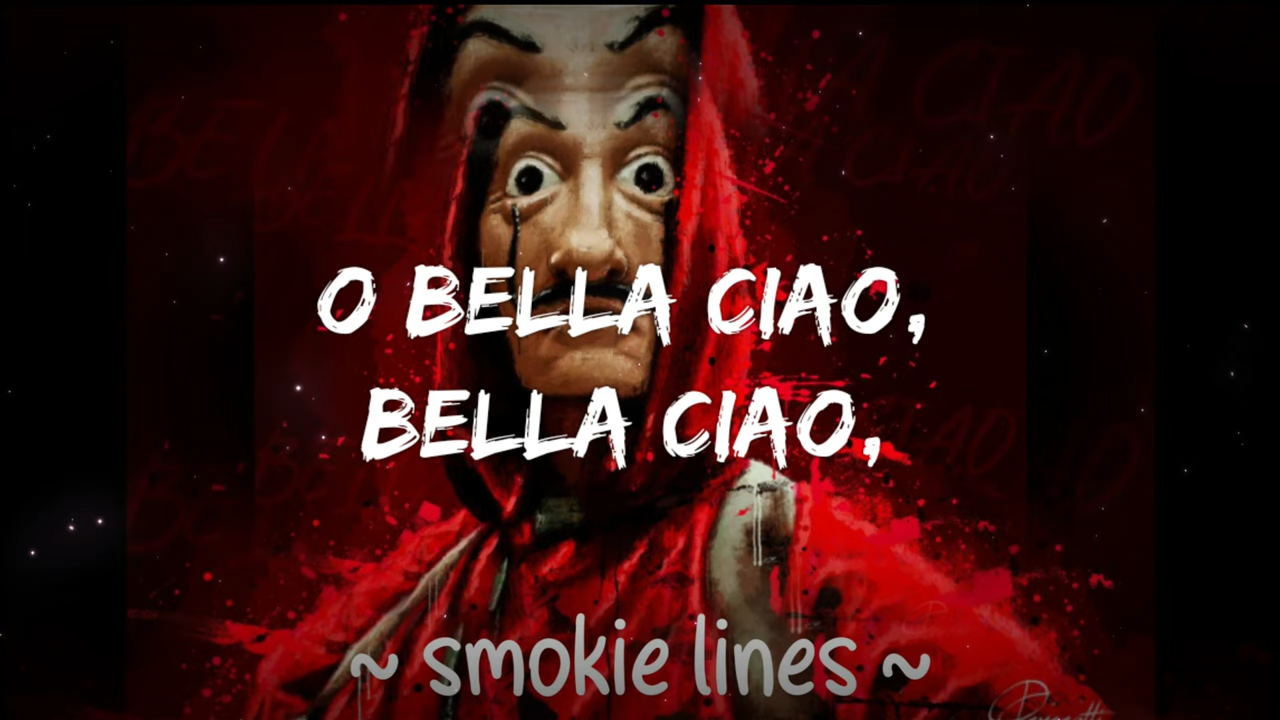 O BELLA CIAO,
BELLA CIAO,
~ smokie lines ~